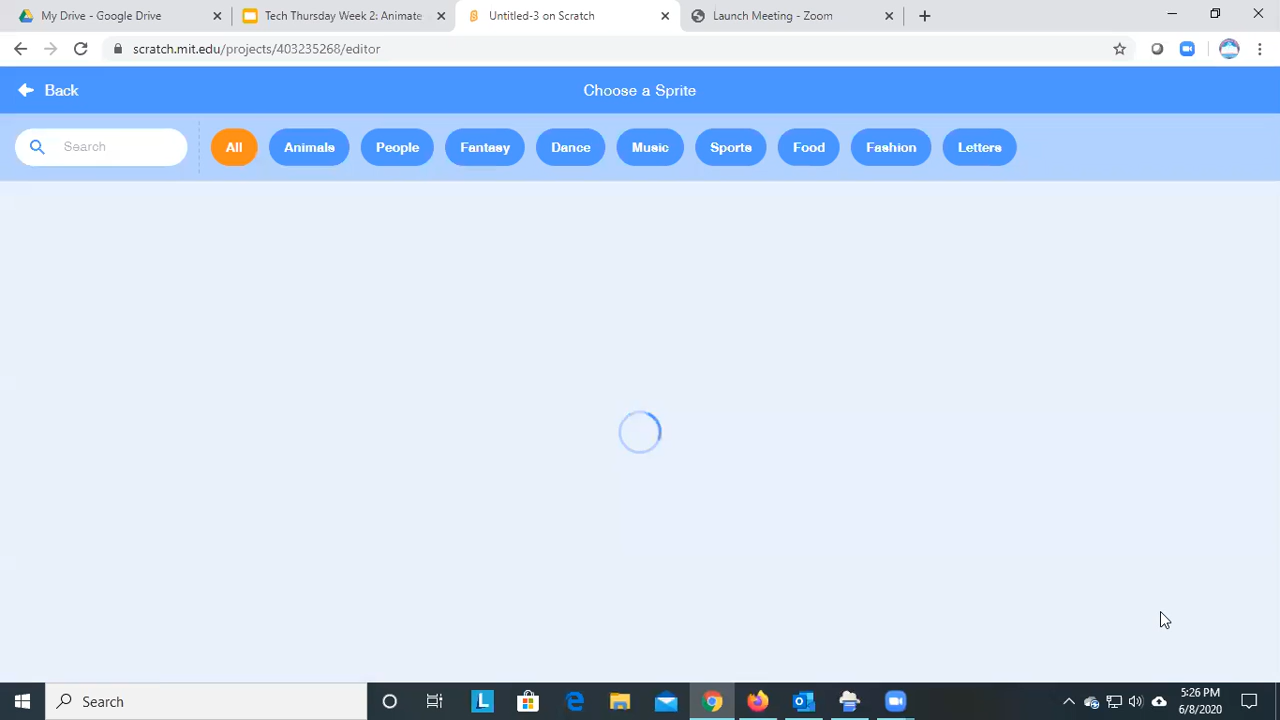 My Drive - Google Drive
Tech Thursday Week 2: Animate
Untitled-3 on Scratch
Launch Meeting - Zoom
scratch.mit.edu/projects/403235268/editor
Back
Choose a Sprite
Search
All
Animals
People
Fantasy
Dance
Music
Sports
Food
Fashion
Letters
Search
L
5:26 PM
6/8/2020